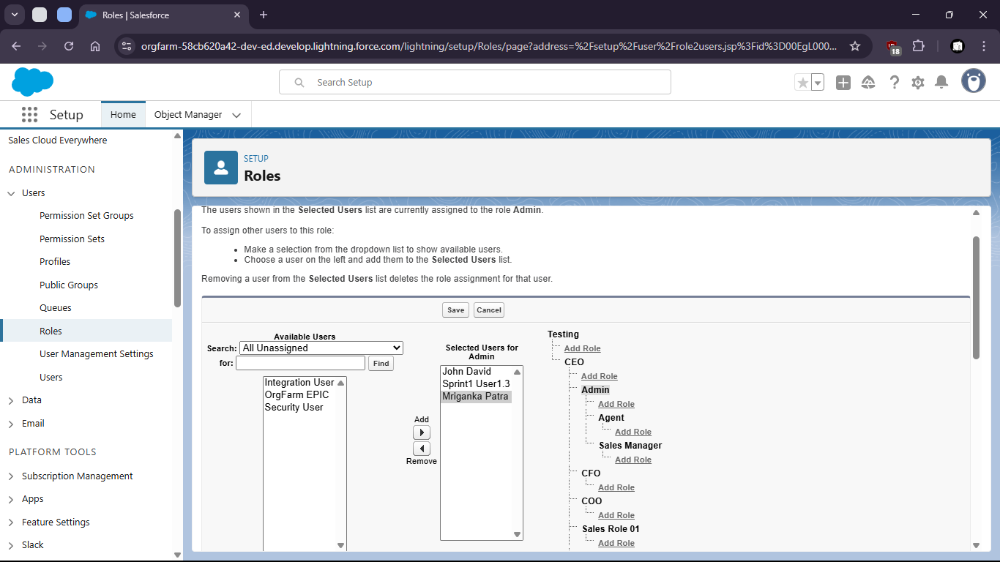 Roles | Salesforce
orgfarm-58cb620a42-dev-ed.develop.lightning.force.com/lightning/setup/Roles/page?address=%2Fsetup%2Fuser%2Frole2users.jsp%3Fid%3D00EgL000...
18
Search Setup
Setup
Home
Object Manager
Sales Cloud Everywhere
ADMINISTRATION
Users
Permission Set Groups
Permission Sets
Profiles
Public Groups
Queues
Roles
User Management Settings
Users
Data
Email
PLATFORM TOOLS
Subscription Management
Apps
Feature Settings
Slack
SETUP
Roles
The users shown in the Selected Users list are currently assigned to the role Admin.
To assign other users to this role:
• Make a selection from the dropdown list to show available users.
• Choose a user on the left and add them to the Selected Users list.
Removing a user from the Selected Users list deletes the role assignment for that user.
Save Cancel
Available Users
Search: All Unassigned
for: Find
Integration User
OrgFarm EPIC
Security User
Add
Remove
Selected Users for
Admin
John David
Sprint1 User1.3
Mriganka Patra
Testing
Add Role
CEO
Add Role
Admin
Add Role
Agent
Add Role
Sales Manager
Add Role
CFO
Add Role
COO
Add Role
Sales Role 01
Add Role